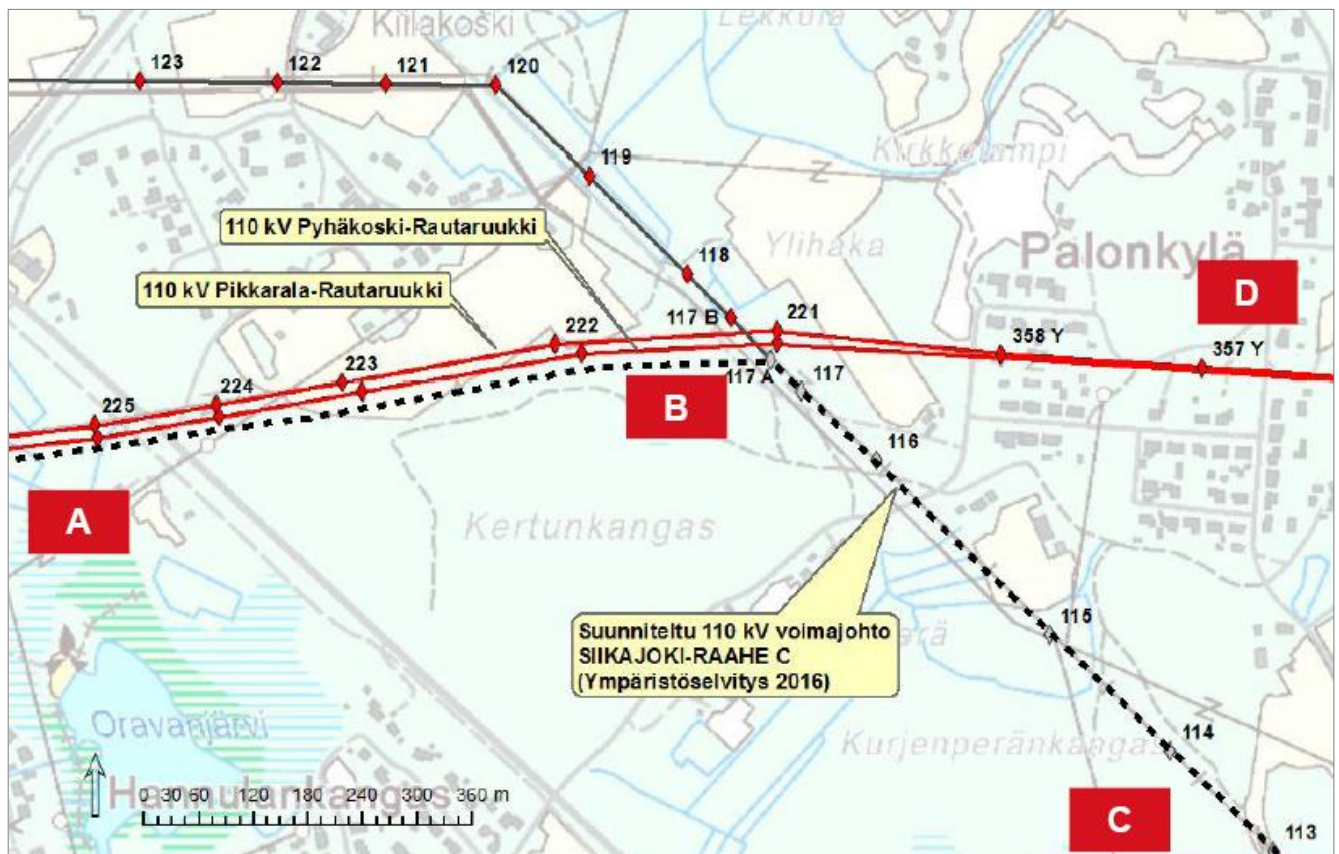 Kiilakoski
Lekkula
123
122
121
120
119
Kirkkolampi
110 kV Pyhäkoski-Rautaruukki
Ylihaka
Palonkylä
118
D
110 kV Pikkarala-Rautaruukki
117 B
221
222
358 Y
357 Y
223
117 A
117
224
B
225
116
A
Kertunkangas
Suunniteltu 110 kV voimajohto
SIIKAJOKI-RAAHE C
(Ympäristöselvitys 2016)
115
Oravanjärvi
Kurjenperänkangas
114
Hannulankangas
0 30 60 120 180 240 300 360 m
C
113